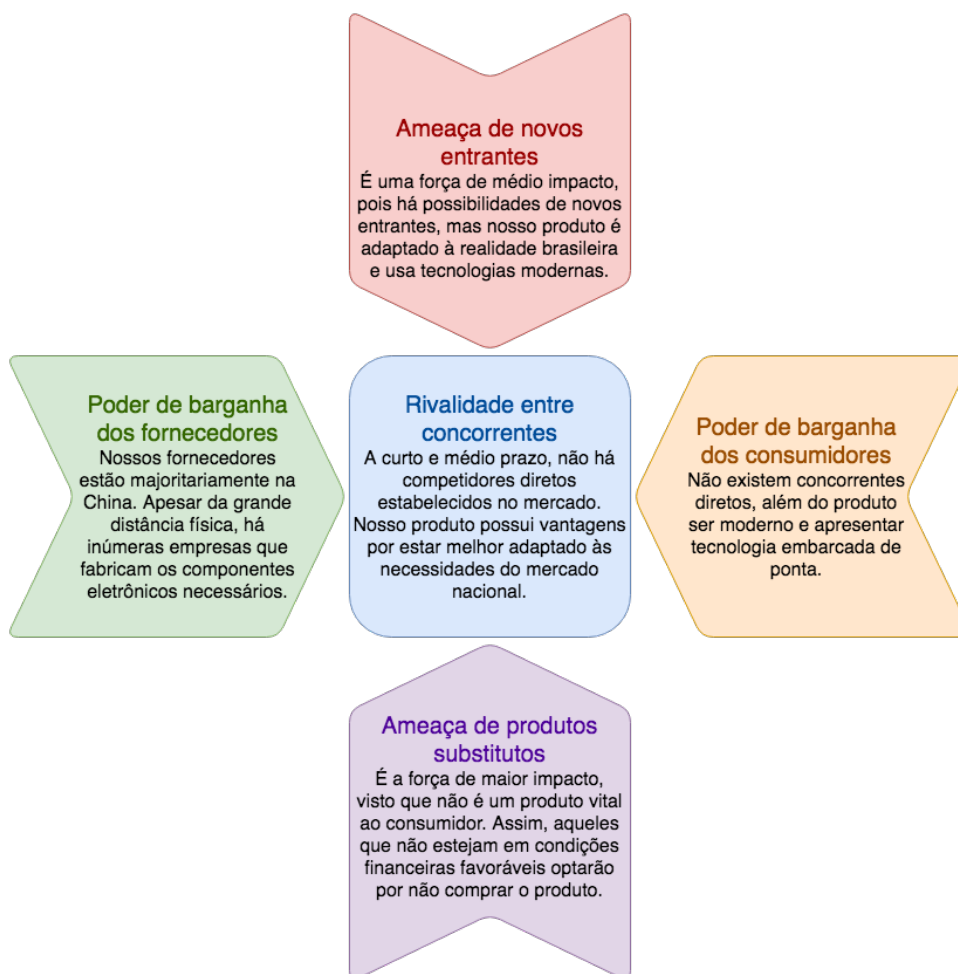 Ameaça de novos
entrantes
É uma força de médio impacto,
pois há possibilidades de novos
entrantes, mas nosso produto é
adaptado à realidade brasileira
e usa tecnologias modernas.
Poder de barganha
dos fornecedores
Nossos fornecedores
estão majoritariamente na
China. Apesar da grande
distância física, há
inúmeras empresas que
fabricam os componentes
eletrônicos necessários.
Rivalidade entre
concorrentes
A curto e médio prazo, não há
competidores diretos
estabelecidos no mercado.
Nosso produto possui vantagens
por estar melhor adaptado às
necessidades do mercado
nacional.
Poder de barganha
dos consumidores
Não existem concorrentes
diretos, além do produto
ser moderno e apresentar
tecnologia embarcada de
ponta.
Ameaça de produtos
substitutos
É a força de maior impacto,
visto que não é um produto vital
ao consumidor. Assim, aqueles
que não estejam em condições
financeiras favoráveis optarão
por não comprar o produto.